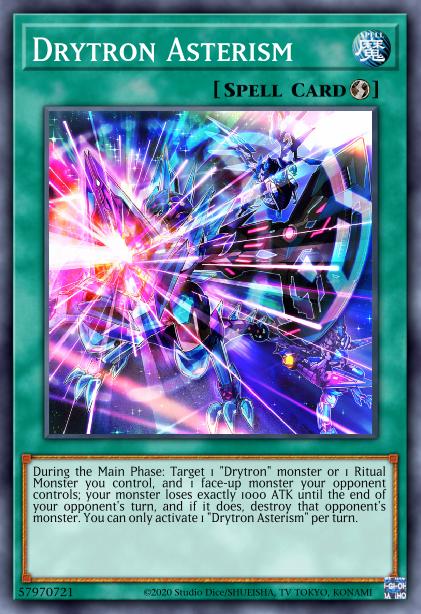 DRYTRON ASTERISM
SPELL
魔
[SPELL CARD]
During the Main Phase: Target 1 "Drytron" monster or 1 Ritual
Monster you control, and 1 face-up monster your opponent
controls; your monster loses exactly 1000 ATK until the end of
your opponent's turn, and if it does, destroy that opponent's
monster. You can only activate 1 "Drytron Asterism" per turn.
57970721
©2020 Studio Dice/SHUEISHA, TV TOKYO, KONAMI